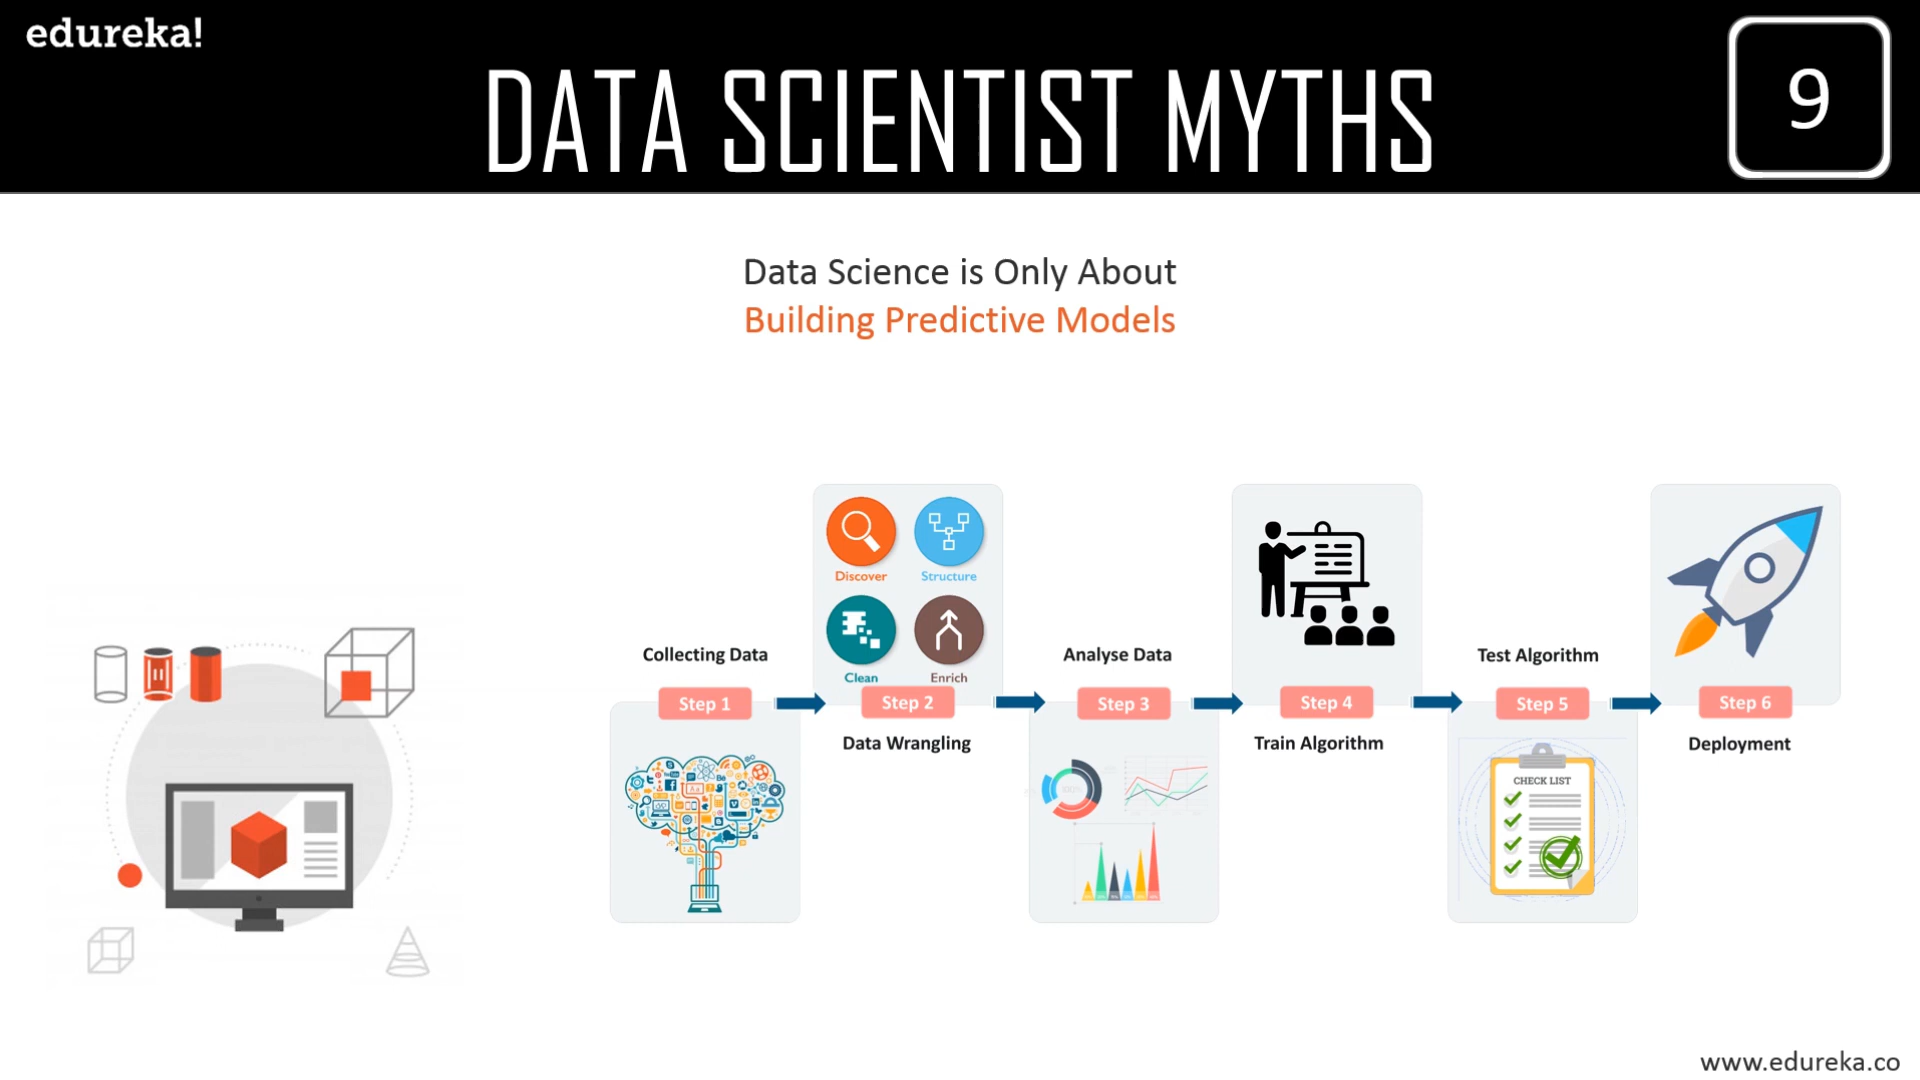 edureka!
DATA SCIENTIST MYTHS
9
Data Science is Only About
Building Predictive Models
Discover
Structure
Clean
Enrich
Collecting Data
Step 1
Step 2
Data Wrangling
Analyse Data
Step 3
Step 4
Train Algorithm
Test Algorithm
Step 5
CHECK LIST
Step 6
Deployment
www.edureka.co